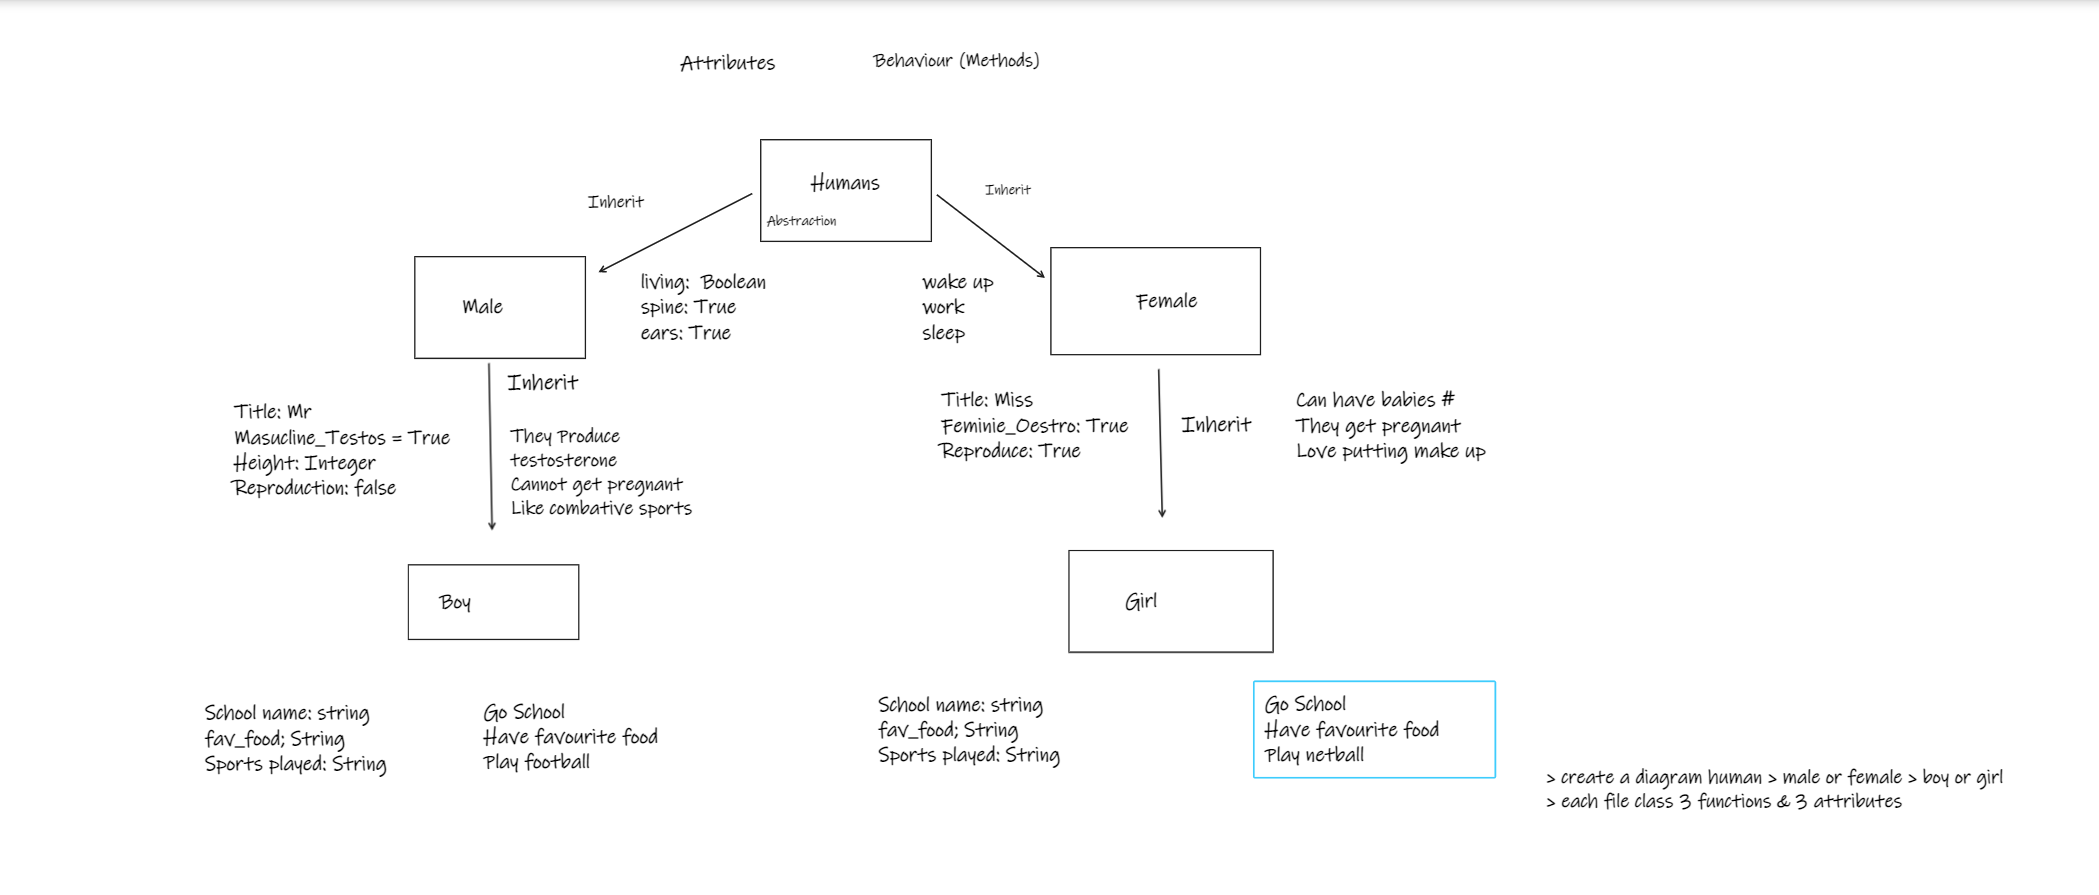 Attributes
Behaviour (Methods)
Humans
Abstraction
Inherit
Inherit
Male
living: Boolean
spine: True
ears: True
wake up
work
sleep
Female
Inherit
Title: Mr
Masucline_Testos = True
Height: Integer
Reproduction: false
They Produce
testosterone
Cannot get pregnant
Like combative sports
Title: Miss
Feminie_Oestro: True
Reproduce: True
Inherit
Can have babies #
They get pregnant
Love putting make up
Boy
Girl
School name: string
fav_food; String
Sports played: String
Go School
Have favourite food
Play football
School name: string
fav_food; String
Sports played: String
Go School
Have favourite food
Play netball
> create a diagram human > male or female > boy or girl
> each file class 3 functions & 3 attributes